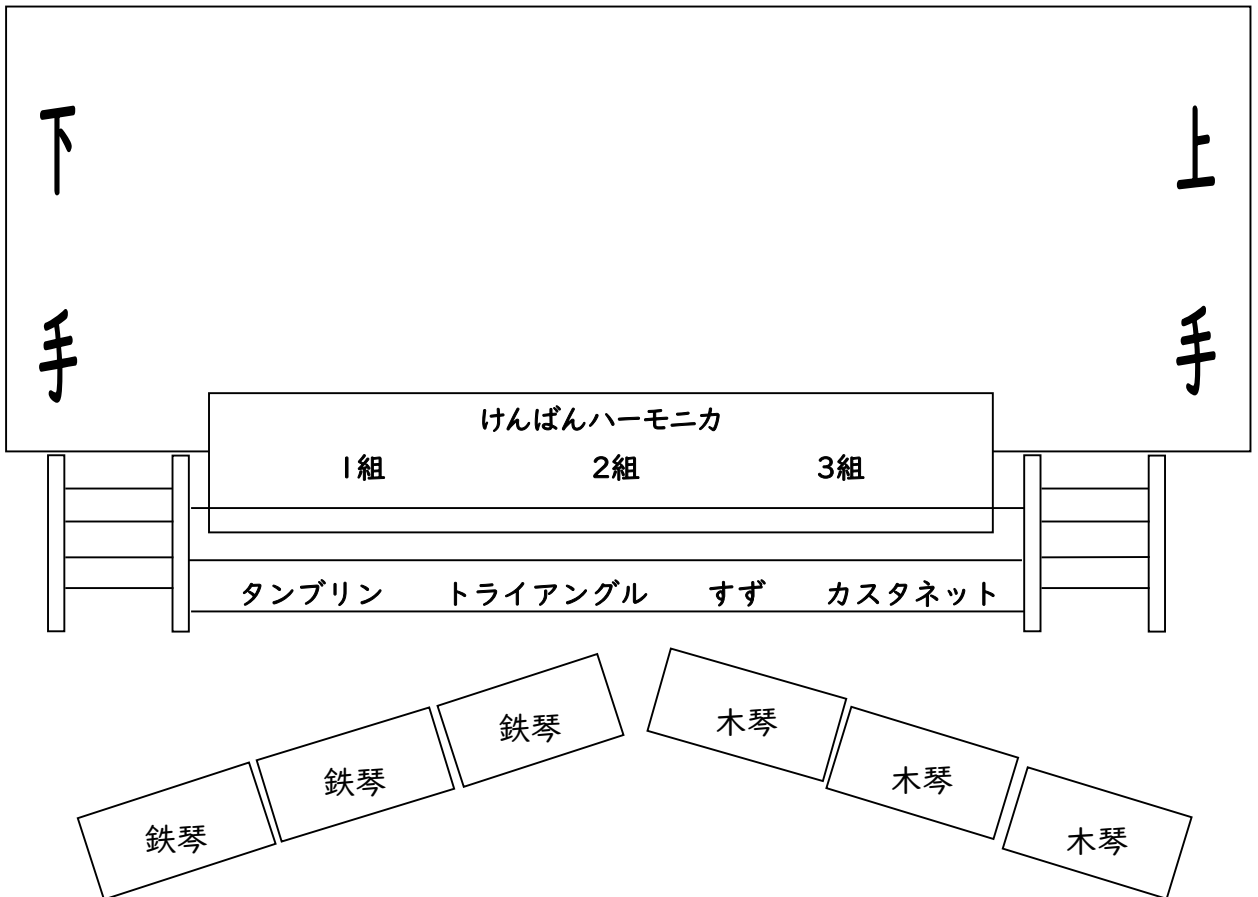 下手
上手
けんばんハーモニカ
1組 2組 3組
タンブリン トライアングル すず カスタネット
鉄琴 木琴
鉄琴 木琴
鉄琴 木琴